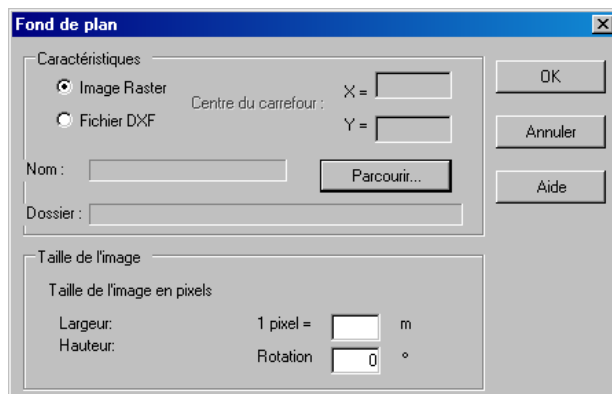 Fond de plan
Caractéristiques
Image Raster
Fichier DXF
Centre du carrefour :
X =
Y =
Nom :
Parcourir...
Dossier :
OK
Annuler
Aide
Taille de l'image
Taille de l'image en pixels
Largeur:
Hauteur:
1 pixel = m
Rotation 0 °